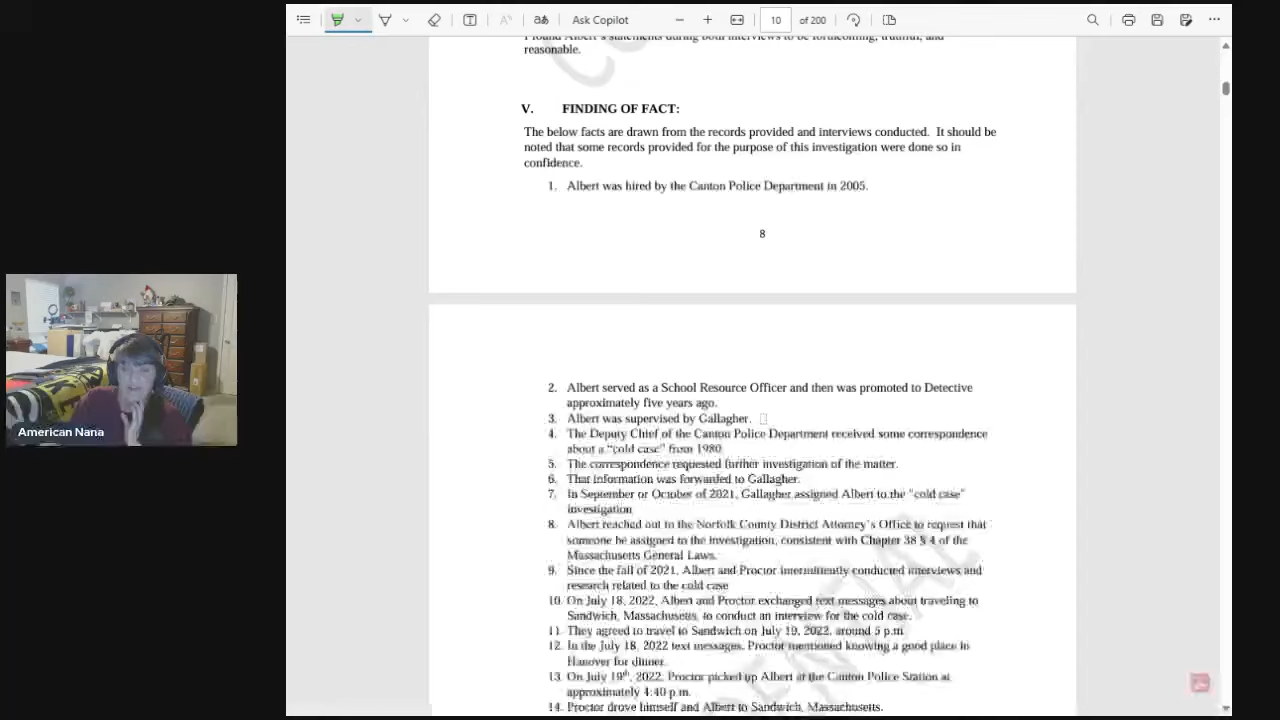 Ask Copilot
10 of 200
I found Albert's statements during both interviews to be forthcoming, truthful, and
reasonable.
V. FINDING OF FACT:
The below facts are drawn from the records provided and interviews conducted. It should be
noted that some records provided for the purpose of this investigation were done so in
confidence.
1. Albert was hired by the Canton Police Department in 2005.
8
2. Albert served as a School Resource Officer and then was promoted to Detective
approximately five years ago.
3. Albert was supervised by Gallagher.
4. The Deputy Chief of the Canton Police Department received some correspondence
about a "cold case" from 1980
5. The correspondence requested further investigation of the matter.
6. That information was forwarded to Gallagher.
7. In September or October of 2021, Gallagher assigned Albert to the "cold case"
investigation
8. Albert reached out to the Norfolk County District Attorney's Office to request that
someone be assigned to the investigation, consistent with Chapter 38 § 4 of the
Massachusetts General Laws.
9. Since the fall of 2021, Albert and Proctor intermittently conducted interviews and
research related to the cold case
10. On July 18, 2022, Albert and Proctor exchanged text messages about traveling to
Sandwich, Massachusetts, to conduct an interview for the cold case.
11. They agreed to travel to Sandwich on July 19, 2022, around 5 p.m
12. In the July 18, 2022 text messages, Proctor mentioned knowing a good place in
Hanover for dinner.
13. On July 19th, 2022, Proctor picked up Albert at the Canton Police Station at
approximately 4:40 p.m.
14. Proctor drove himself and Albert to Sandwich, Massachusetts.
American Nana